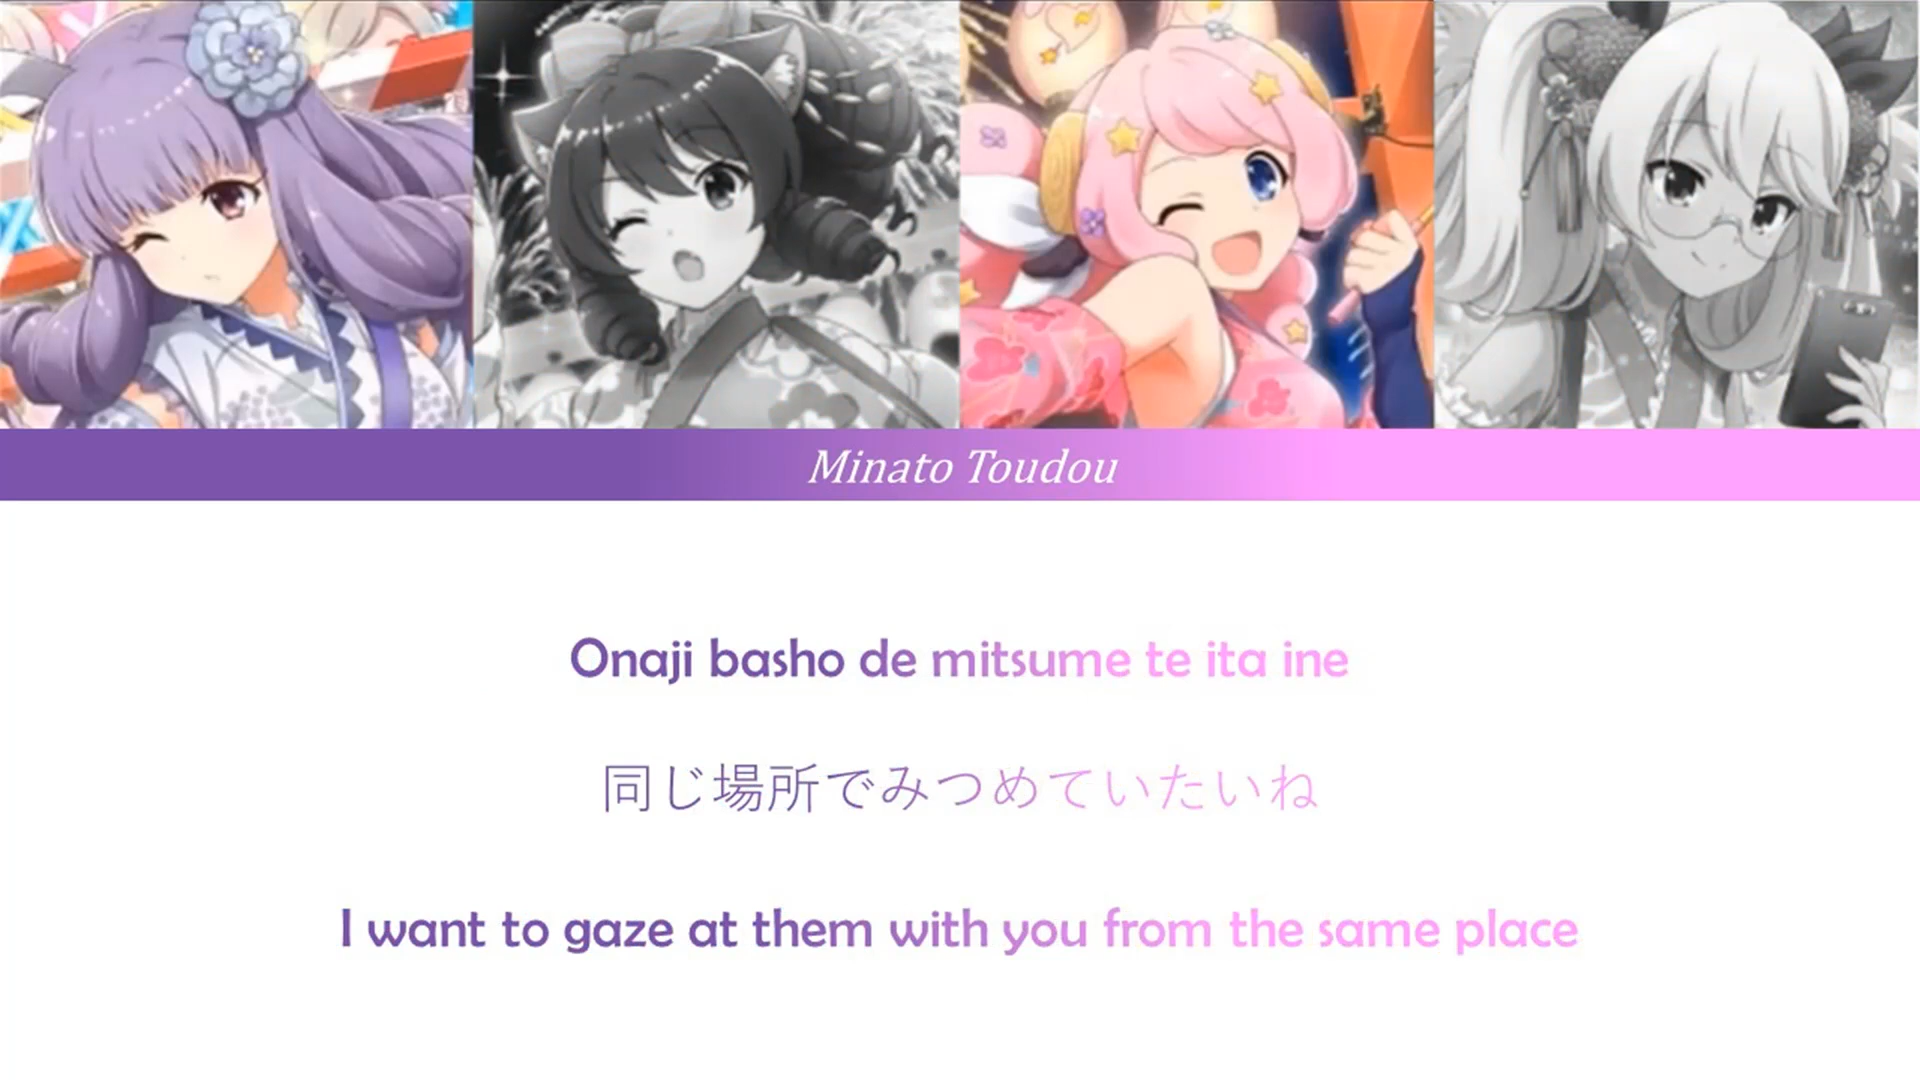 Minato Toudou
Onaji basho de mitsume te ita ine
同じ場所でみつめていたいね
I want to gaze at them with you from the same place